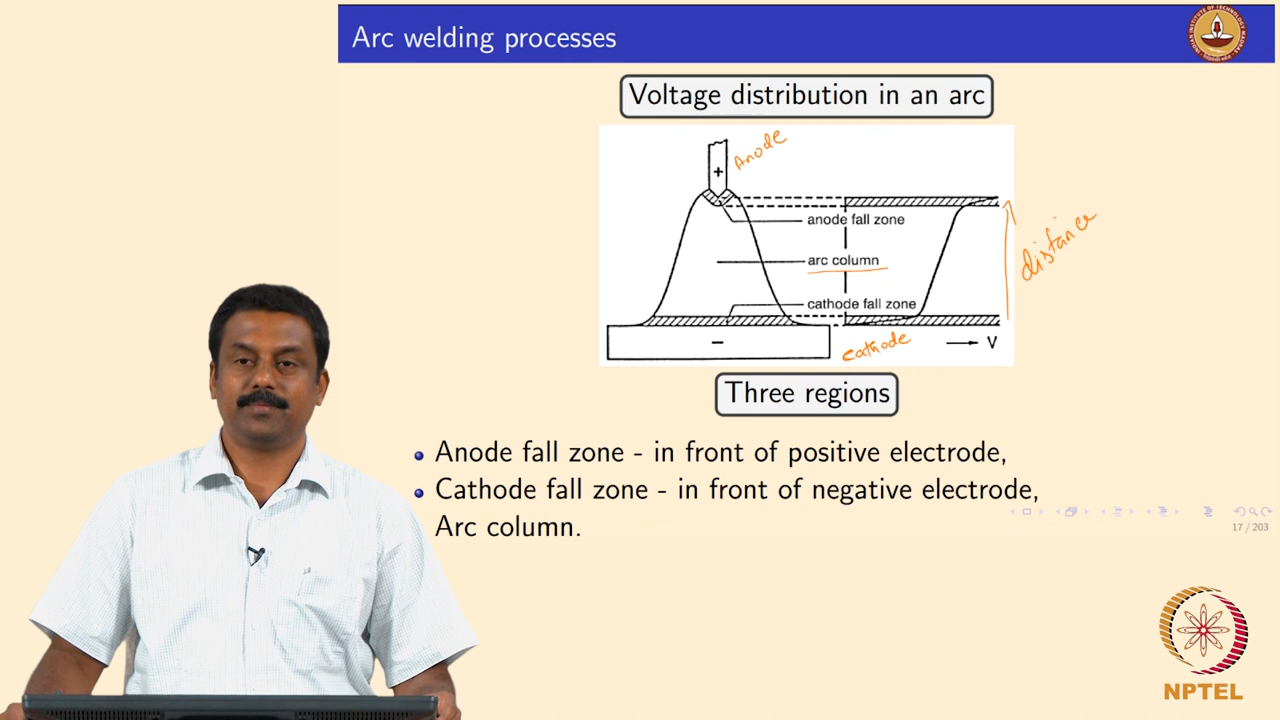 Arc welding processes
Voltage distribution in an arc
+
Anode
anode fall zone
arc column
cathode fall zone
distance
−
cathode
V
Three regions
Anode fall zone - in front of positive electrode,
Cathode fall zone - in front of negative electrode,
Arc column.
17 / 203
NPTEL